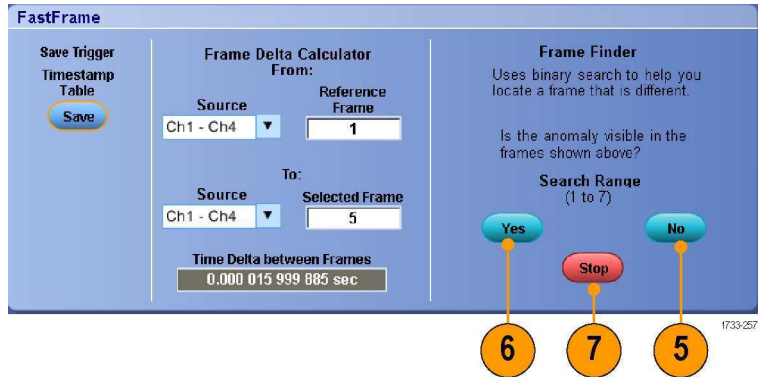 FastFrame
Save Trigger
Timestamp
Table
Save
Frame Delta Calculator
From:
Source
Reference
Frame
Ch1 - Ch4
1
To:
Source
Selected Frame
Ch1 - Ch4
5
Time Delta between Frames
0.000 015 999 885 sec
Frame Finder
Uses binary search to help you
locate a frame that is different.
Is the anomaly visible in the
frames shown above?
Search Range
(1 to 7)
Yes
No
Stop
6
7
5
1733-257